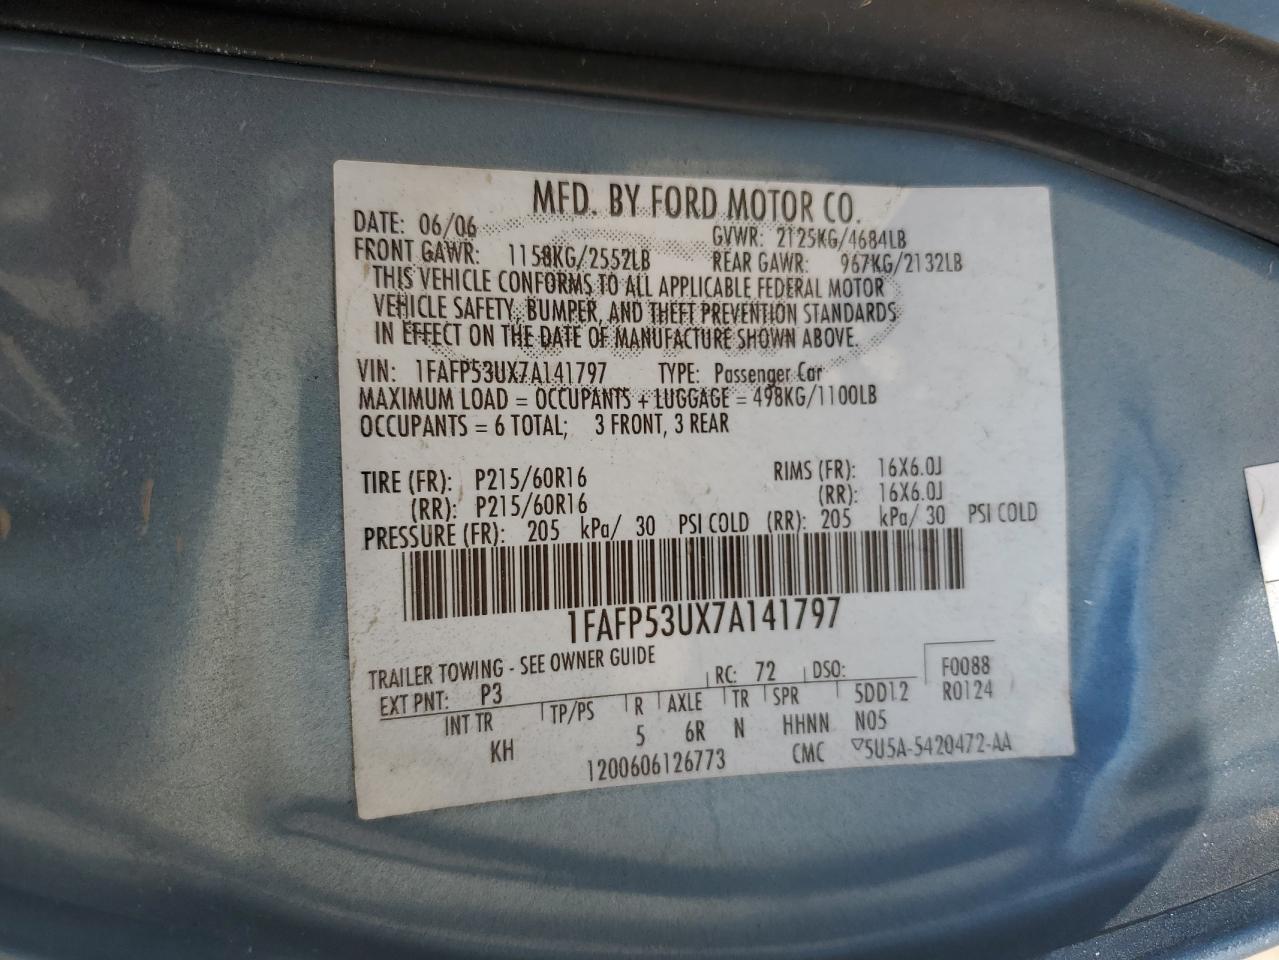 MFD. BY FORD MOTOR CO.
DATE: 06/06 GVWR: 2125KG/4684LB
FRONT GAWR: 1158KG/2552LB REAR GAWR: 967KG/2132LB
THIS VEHICLE CONFORMS TO ALL APPLICABLE FEDERAL MOTOR
VEHICLE SAFETY, BUMPER, AND THEFT PREVENTION STANDARDS
IN EFFECT ON THE DATE OF MANUFACTURE SHOWN ABOVE.
VIN: 1FAFP53UX7A141797 TYPE: Passenger Car
MAXIMUM LOAD = OCCUPANTS + LUGGAGE = 498KG/1100LB
OCCUPANTS = 6 TOTAL; 3 FRONT, 3 REAR
TIRE (FR): P215/60R16 RIMS (FR): 16X6.0J
(RR): P215/60R16 (RR): 16X6.0J
PRESSURE (FR): 205 kPa/ 30 PSI COLD (RR): 205 kPa/ 30 PSI COLD
1FAFP53UX7A141797
TRAILER TOWING - SEE OWNER GUIDE
EXT PNT: P3 RC: 72 DSO: F0088
INT TR TP/PS R AXLE TR SPR 5DD12 R0124
KH 5 6R N HHNN N05
1200606126773 CMC ▽5U5A-5420472-AA